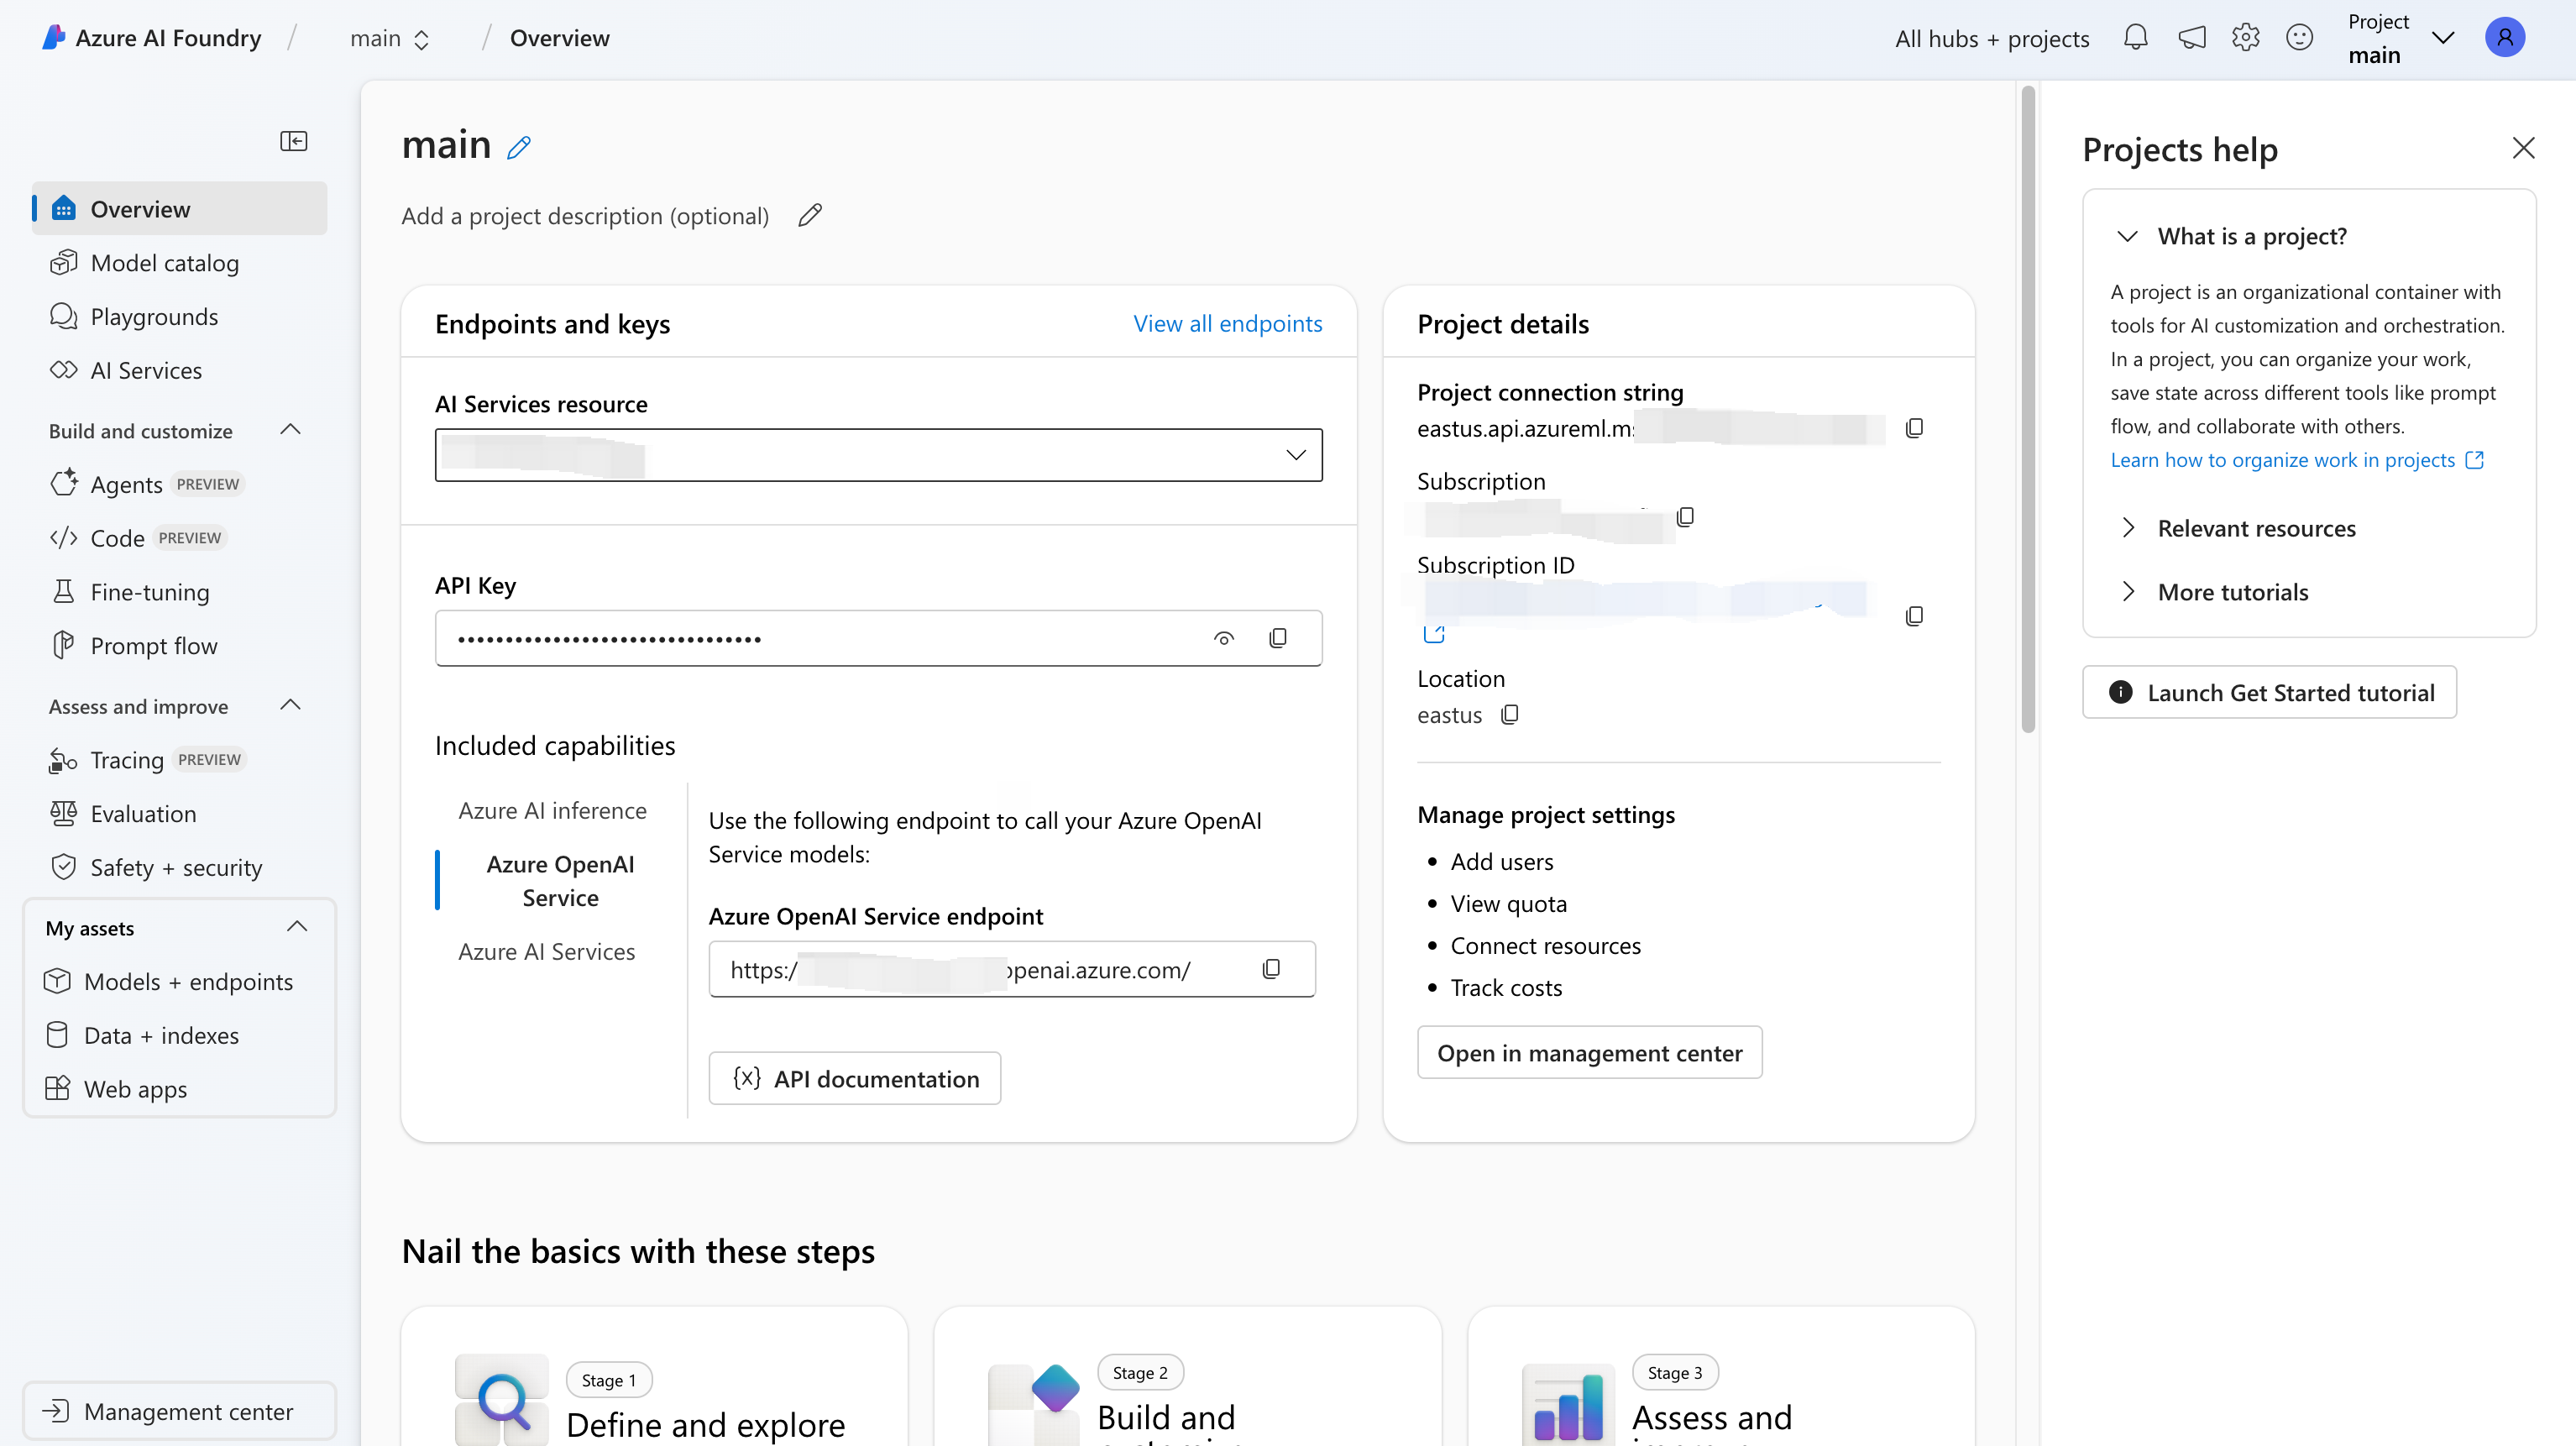 Azure AI Foundry / main / Overview
All hubs + projects
Project
main
Overview
Model catalog
Playgrounds
AI Services
Build and customize
Agents PREVIEW
Code PREVIEW
Fine-tuning
Prompt flow
Assess and improve
Tracing PREVIEW
Evaluation
Safety + security
My assets
Models + endpoints
Data + indexes
Web apps
Management center
main
Add a project description (optional)
Endpoints and keys
View all endpoints
AI Services resource
API Key
••••••••••••••••••••••••••••••••
Included capabilities
Azure AI inference
Azure OpenAI
Service
Azure AI Services
Use the following endpoint to call your Azure OpenAI
Service models:
Azure OpenAI Service endpoint
https:/ openai.azure.com/
{x} API documentation
Project details
Project connection string
eastus.api.azureml.m
Subscription
Subscription ID
Location
eastus
Manage project settings
• Add users
• View quota
• Connect resources
• Track costs
Open in management center
Nail the basics with these steps
Stage 1
Define and explore
Stage 2
Build and
Stage 3
Assess and
Projects help
What is a project?
A project is an organizational container with
tools for AI customization and orchestration.
In a project, you can organize your work,
save state across different tools like prompt
flow, and collaborate with others.
Learn how to organize work in projects
Relevant resources
More tutorials
Launch Get Started tutorial